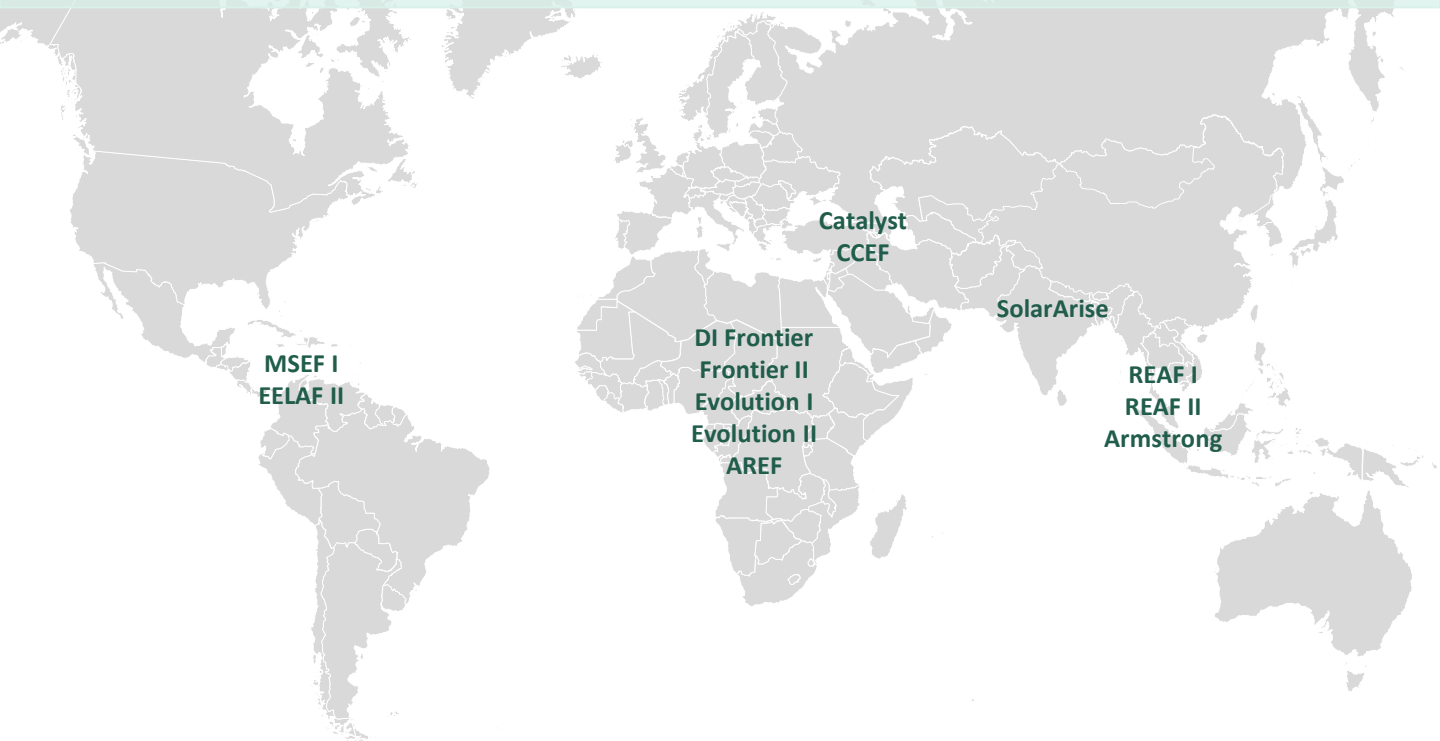 Catalyst
CCEF
SolarArise
DI Frontier
Frontier II
Evolution I
Evolution II
AREF
MSEF I
EELAF II
REAF I
REAF II
Armstrong